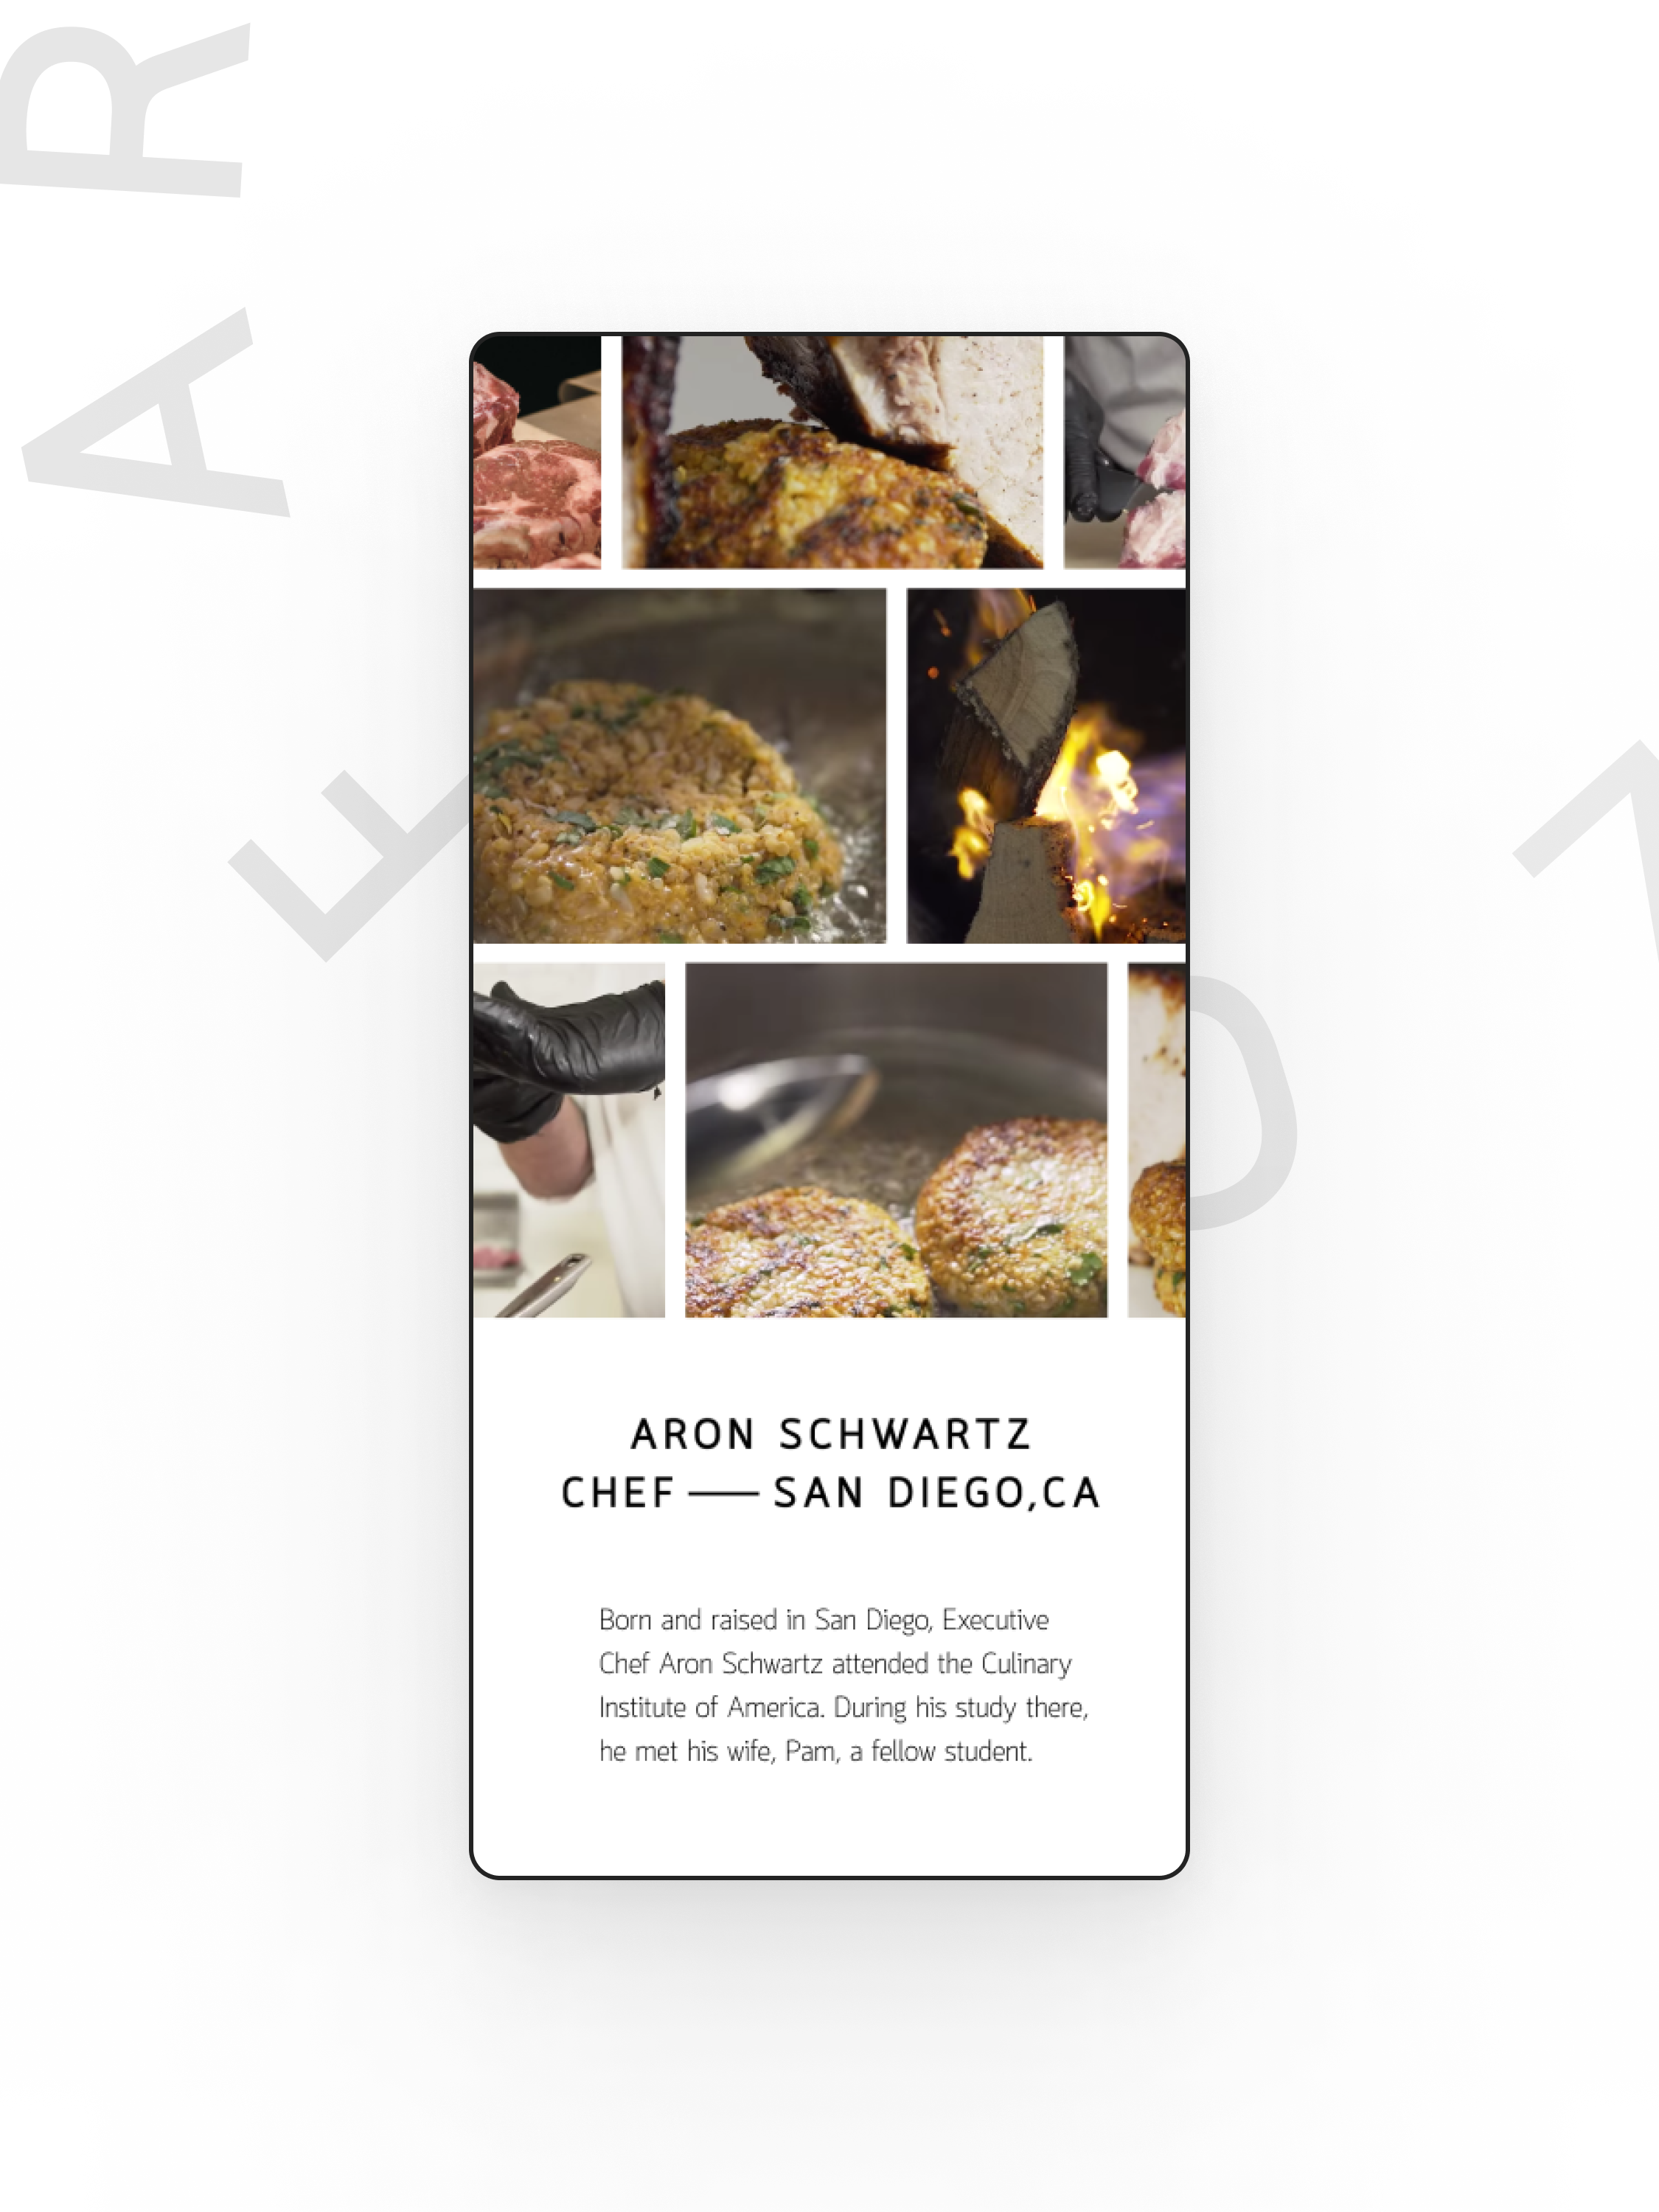 R
A
F
Z
D
ARON SCHWARTZ
CHEF — SAN DIEGO,CA
Born and raised in San Diego, Executive
Chef Aron Schwartz attended the Culinary
Institute of America. During his study there,
he met his wife, Pam, a fellow student.